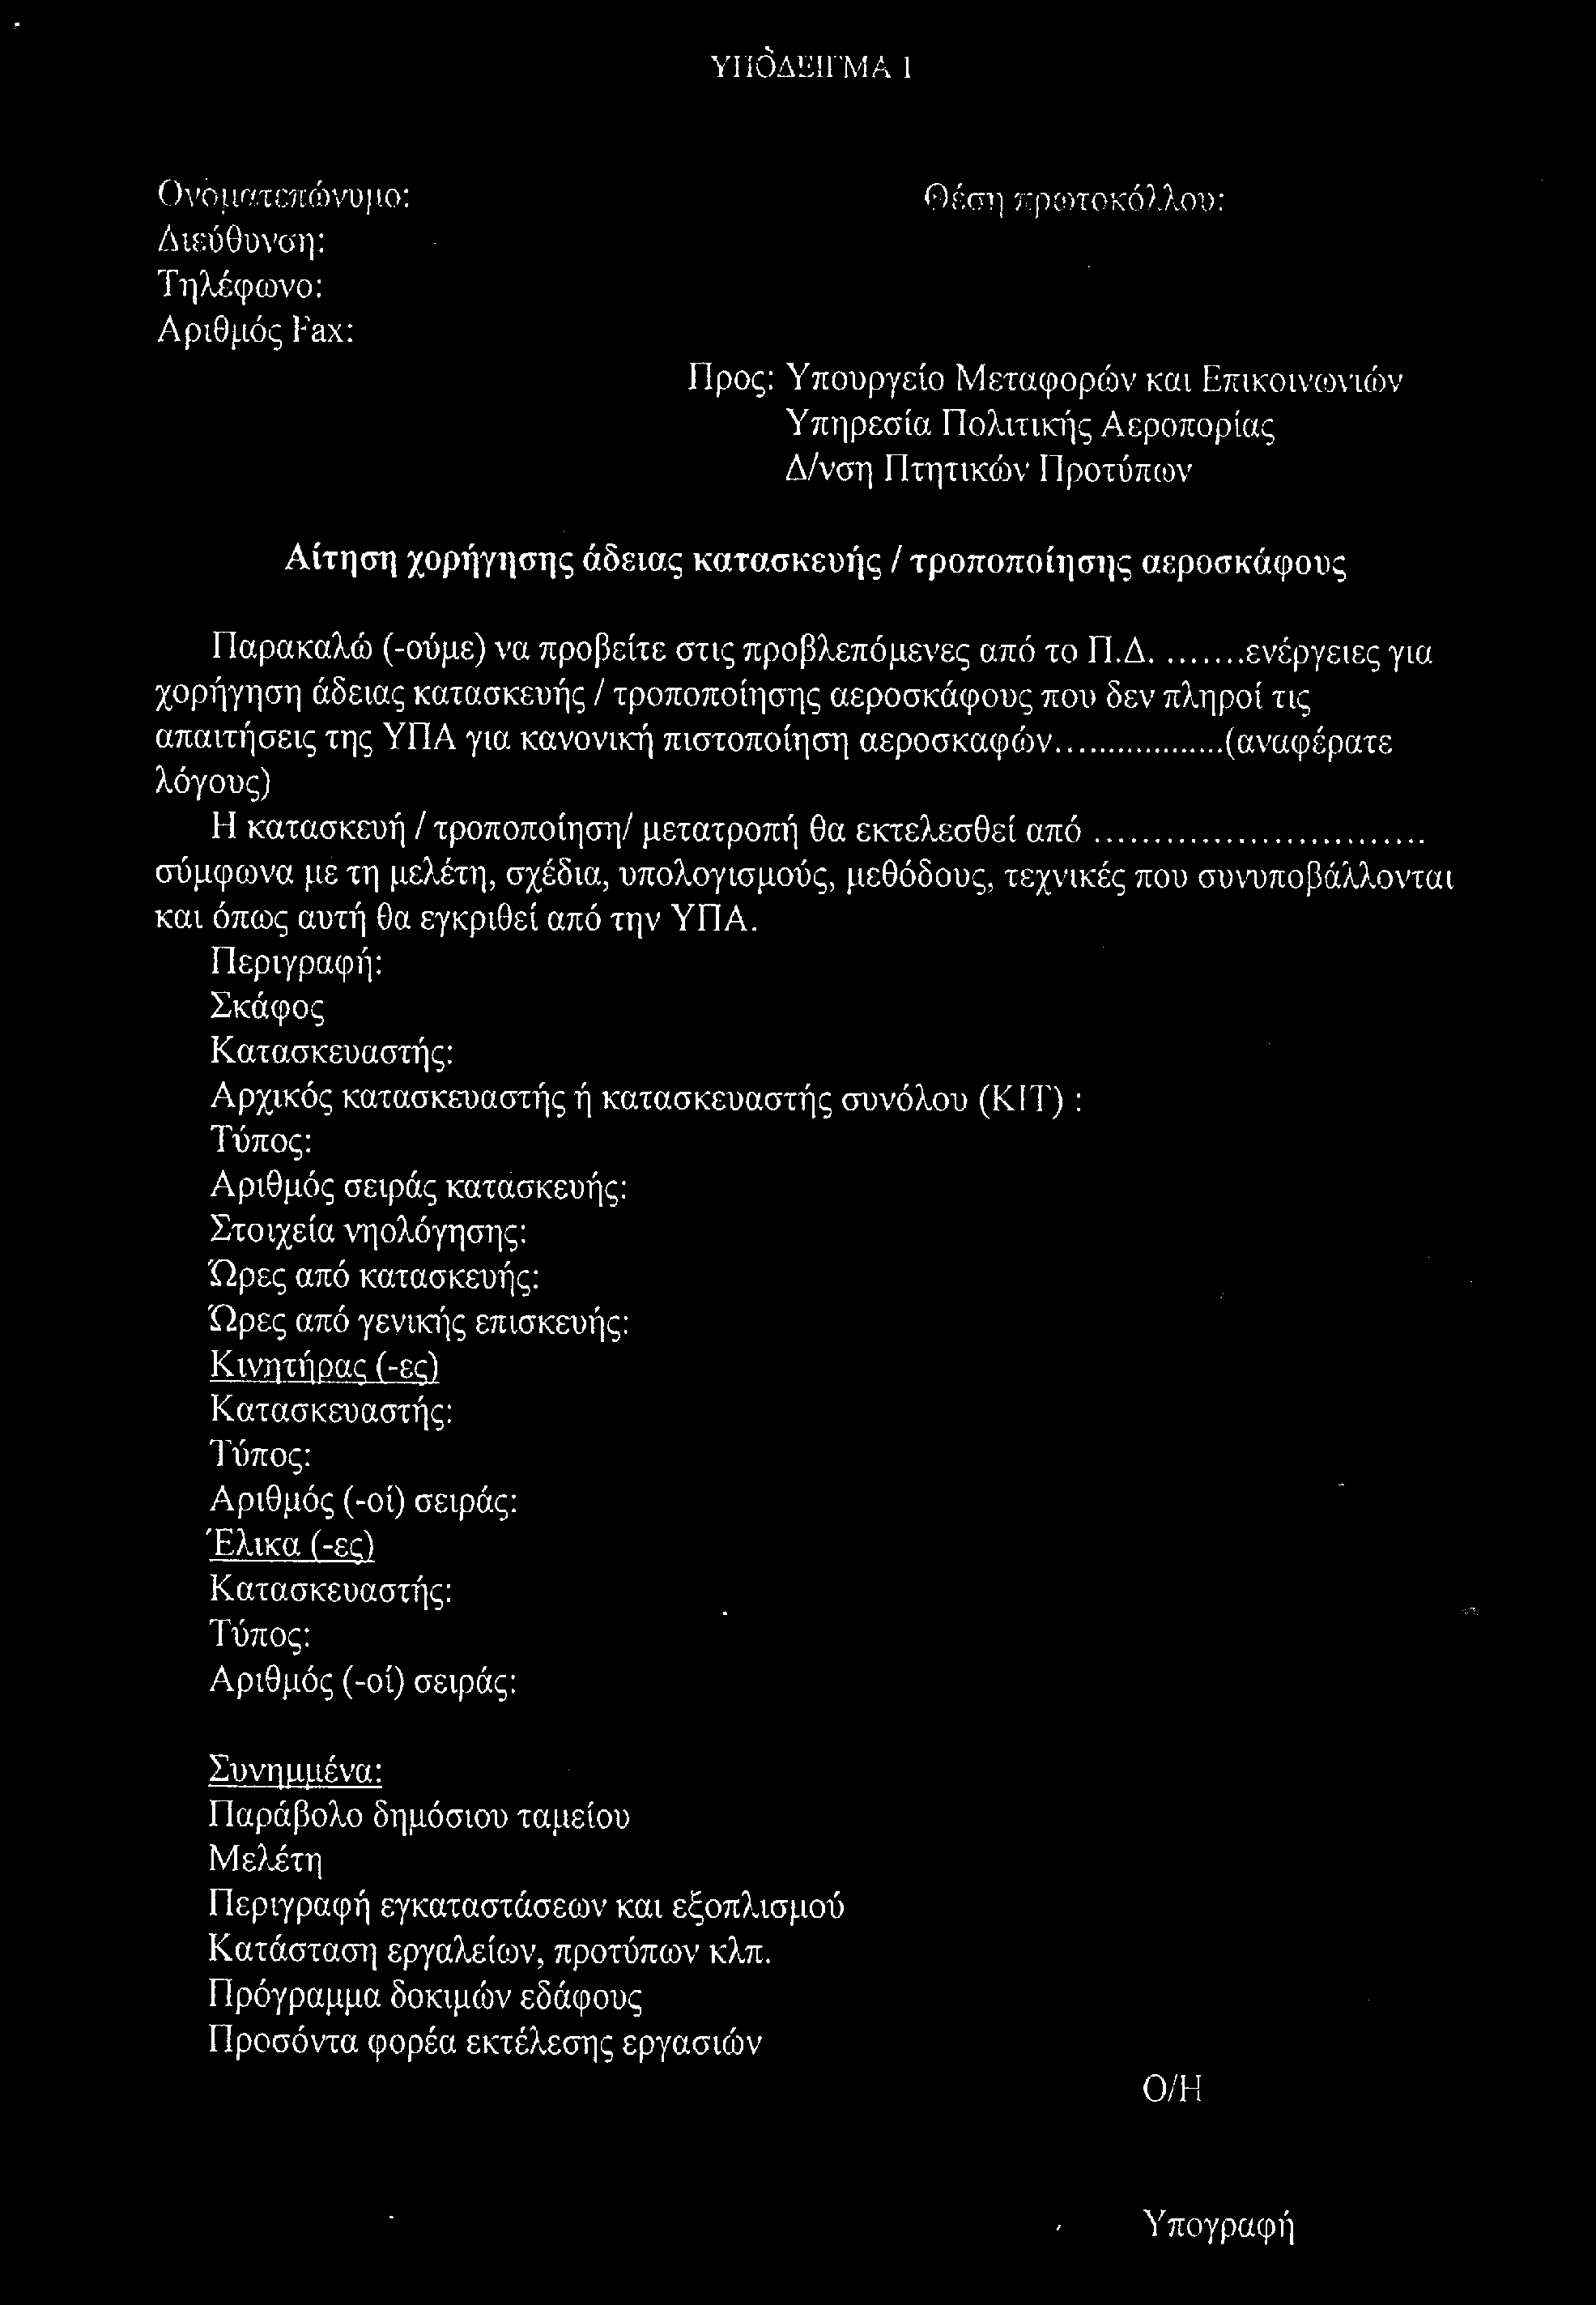 ΥΠΟΔΕΙΓΜΑ 1
Ονοματεπώνυμο:
Θέση πρωτοκόλλου:
Διεύθυνση:
Τηλέφωνο:
Αριθμός Fax:
Προς: Υπουργείο Μεταφορών και Επικοινωνιών
Υπηρεσία Πολιτικής Αεροπορίας
Δ/νση Πτητικών Προτύπων
Αίτηση χορήγησης άδειας κατασκευής / τροποποίησης αεροσκάφους
Παρακαλώ (-ούμε) να προβείτε στις προβλεπόμενες από το Π.Δ. .......ενέργειες για
χορήγηση άδειας κατασκευής / τροποποίησης αεροσκάφους που δεν πληροί τις
απαιτήσεις της ΥΠΑ για κανονική πιστοποίηση αεροσκαφών..................(αναφέρατε
λόγους)
Η κατασκευή / τροποποίηση/ μετατροπή θα εκτελεσθεί από ................................
σύμφωνα με τη μελέτη, σχέδια, υπολογισμούς, μεθόδους, τεχνικές που συνυποβάλλονται
και όπως αυτή θα εγκριθεί από την ΥΠΑ.
Περιγραφή:
Σκάφος
Κατασκευαστής:
Αρχικός κατασκευαστής ή κατασκευαστής συνόλου (ΚΙΤ) :
Τύπος:
Αριθμός σειράς κατασκευής:
Στοιχεία νηολόγησης:
Ώρες από κατασκευής:
Ώρες από γενικής επισκευής:
Κινητήρας (-ες)
Κατασκευαστής:
Τύπος:
Αριθμός (-οί) σειράς:
Έλικα (-ες)
Κατασκευαστής:
Τύπος:
Αριθμός (-οί) σειράς:
Συνημμένα:
Παράβολο δημόσιου ταμείου
Μελέτη
Περιγραφή εγκαταστάσεων και εξοπλισμού
Κατάσταση εργαλείων, προτύπων κλπ.
Πρόγραμμα δοκιμών εδάφους
Προσόντα φορέα εκτέλεσης εργασιών
Ο/Η
Υπογραφή